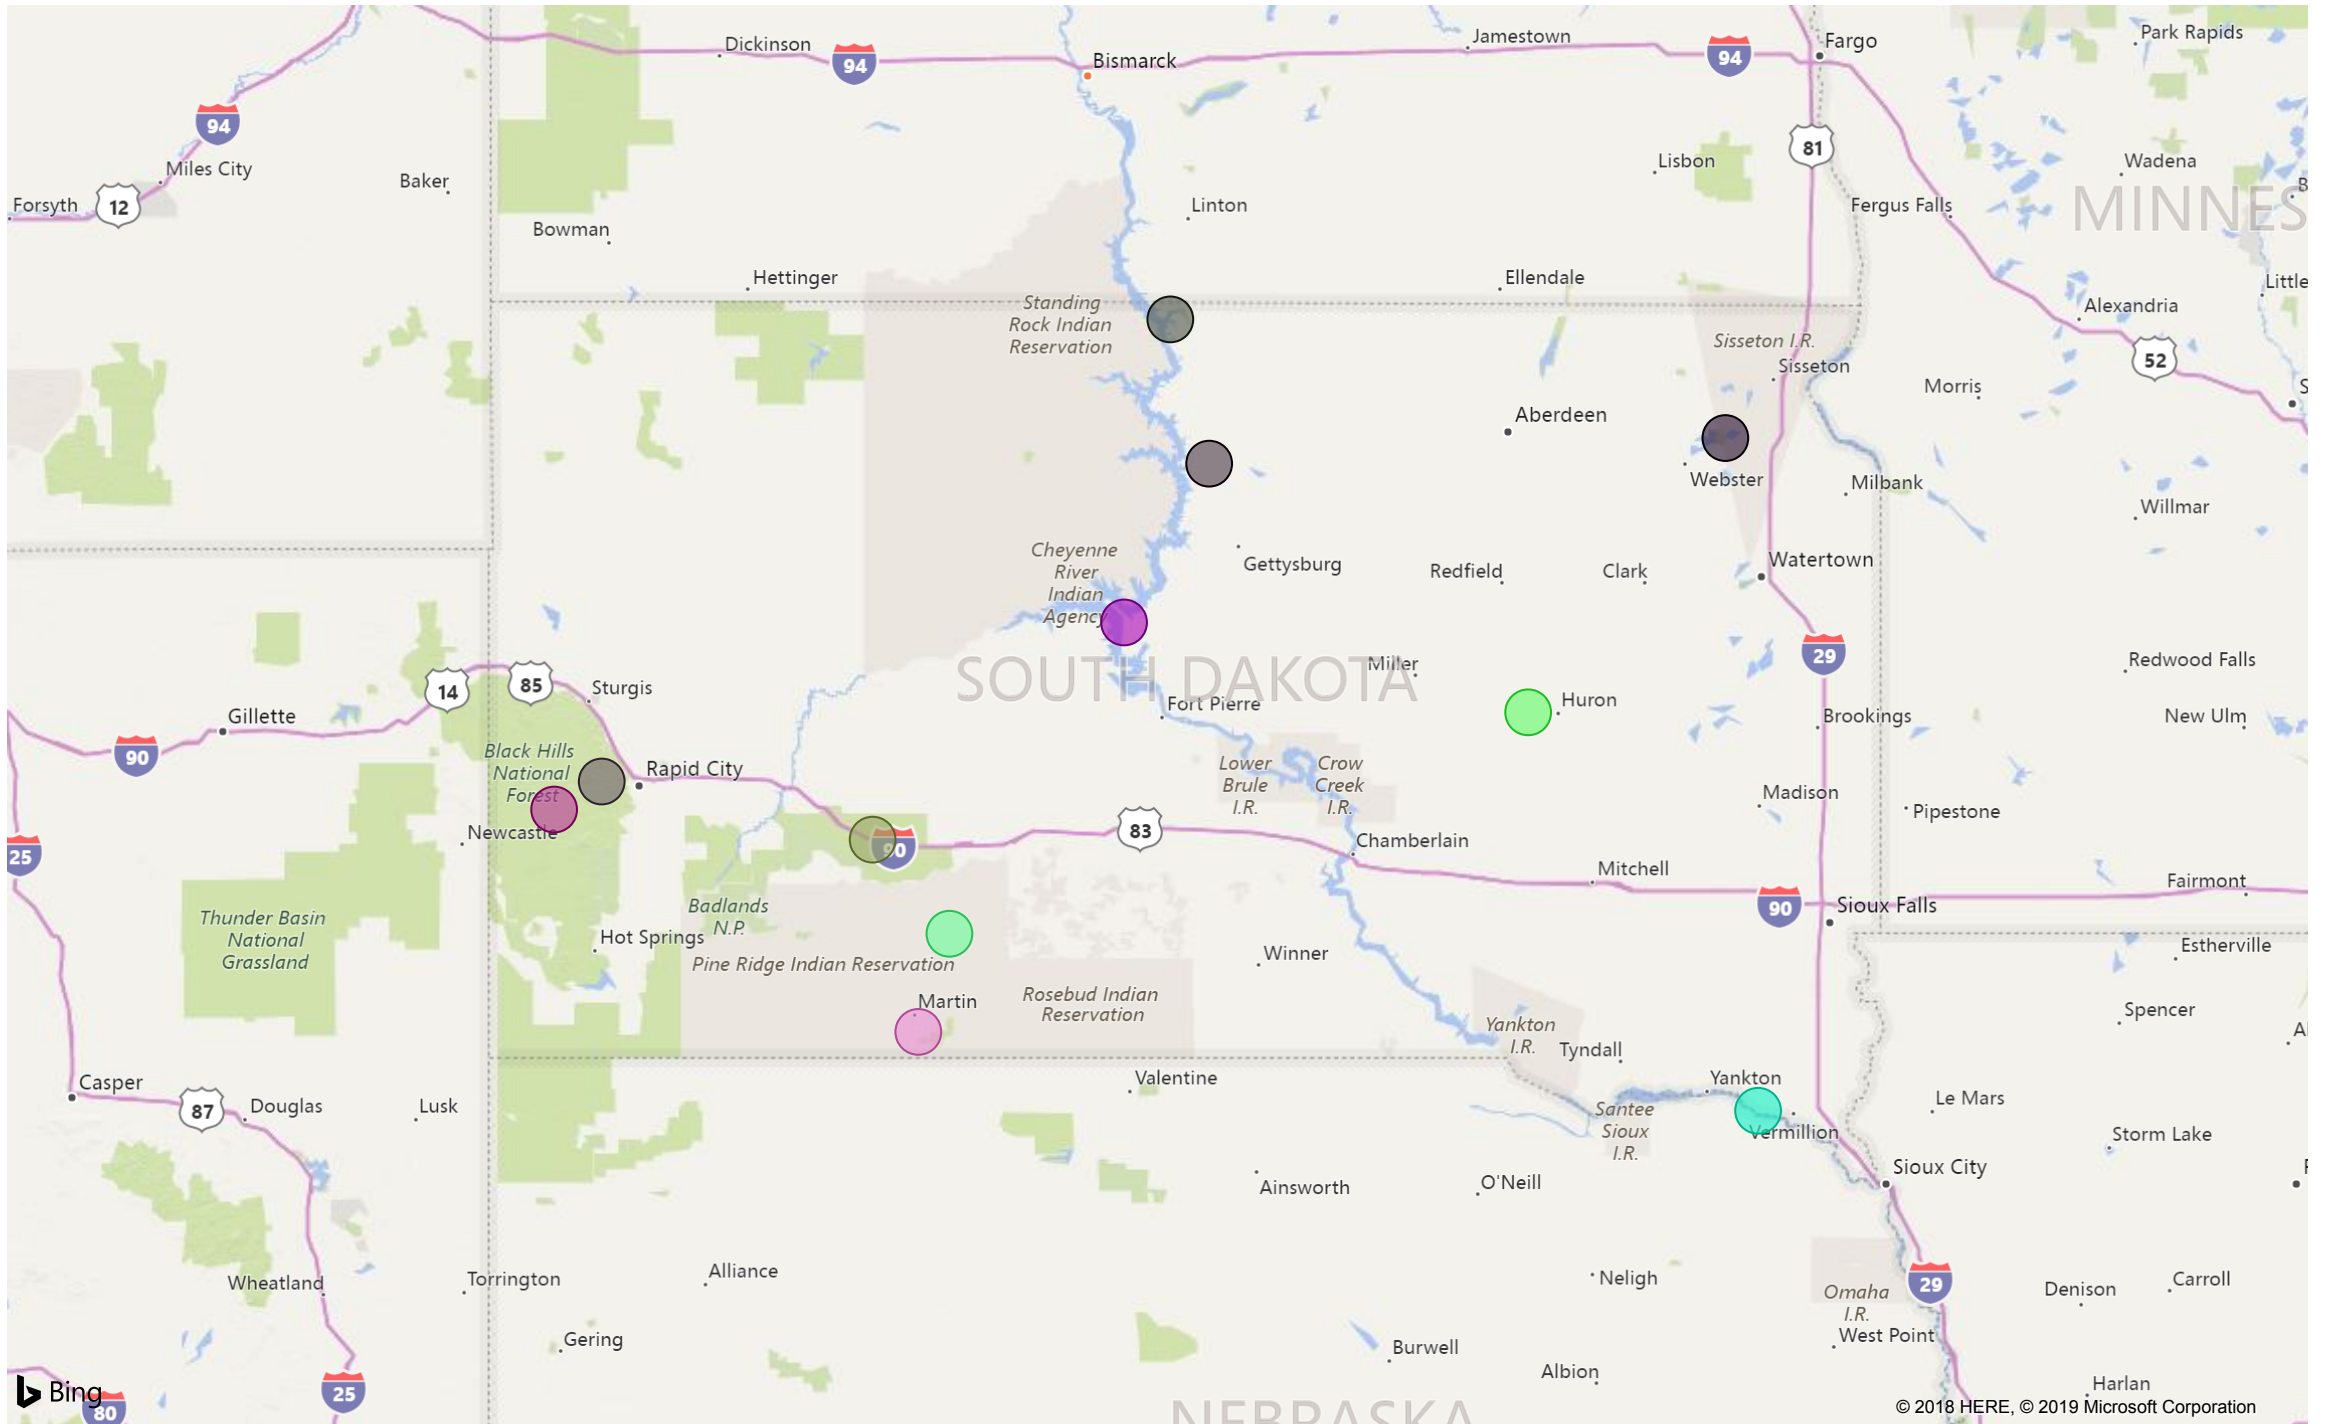 Dickinson
94
Bismarck
Jamestown
94
Fargo
Park Rapids
94
Miles City
Baker
81
Lisbon
Wadena
Forsyth
12
Linton
Fergus Falls
MINNES
Bowman
Hettinger
Ellendale
Little
Standing
Rock Indian
Reservation
Alexandria
Sisseton I.R.
Sisseton
52
Morris
Aberdeen
Webster
Milbank
Willmar
Cheyenne
River
Indian
Agency
Gettysburg
Redfield
Clark
Watertown
SOUTH DAKOTA
Miller
29
Redwood Falls
14
85
Sturgis
Fort Pierre
Huron
Brookings
New Ulm
Gillette
90
Black Hills
National
Forest
Rapid City
Lower
Brule
I.R.
Crow
Creek
I.R.
Madison
Pipestone
Newcastle
25
90
83
Chamberlain
Mitchell
Fairmont
90
Sioux Falls
Thunder Basin
National
Grassland
Badlands
N.P.
Hot Springs
Pine Ridge Indian Reservation
Winner
Estherville
Martin
Rosebud Indian
Reservation
Spencer
Yankton
I.R.
Tyndall
Casper
87
Douglas
Lusk
Valentine
Yankton
Santee
Sioux
I.R.
Vermillion
Le Mars
Storm Lake
Sioux City
Ainsworth
O'Neill
Wheatland
Torrington
Alliance
Neligh
29
Omaha
I.R.
Denison
Carroll
Gering
West Point
Burwell
Albion
25
Harlan
Bing
80
NEBRASKA
© 2018 HERE, © 2019 Microsoft Corporation